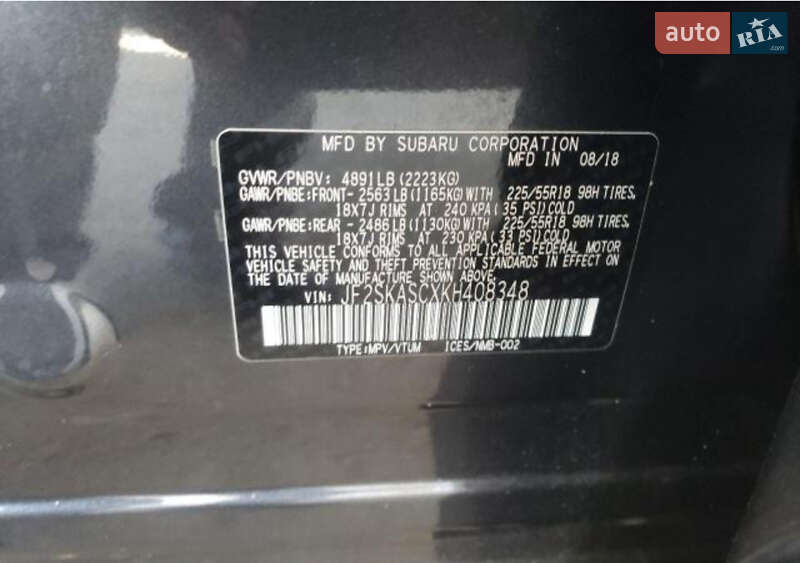 auto RIA.com
MFD BY SUBARU CORPORATION
MFD IN 08/18
GVWR/PNBV: 4891LB (2223KG)
GAWR/PNBE:FRONT- 2563LB(1165KG)WITH 225/55R18 98H TIRES,
18X7J RIMS AT 240 KPA( 35 PSI)COLD
GAWR/PNBE:REAR - 2486LB(1130KG)WITH 225/55R18 98H TIRES,
18X7J RIMS AT 230 KPA( 33 PSI)COLD
THIS VEHICLE CONFORMS TO ALL APPLICABLE FEDERAL MOTOR
VEHICLE SAFETY AND THEFT PREVENTION STANDARDS IN EFFECT ON
THE DATE OF MANUFACTURE SHOWN ABOVE.
VIN: JF2SKASCXKH408348
TYPE:MPV/VTUM ICES/NMB-002